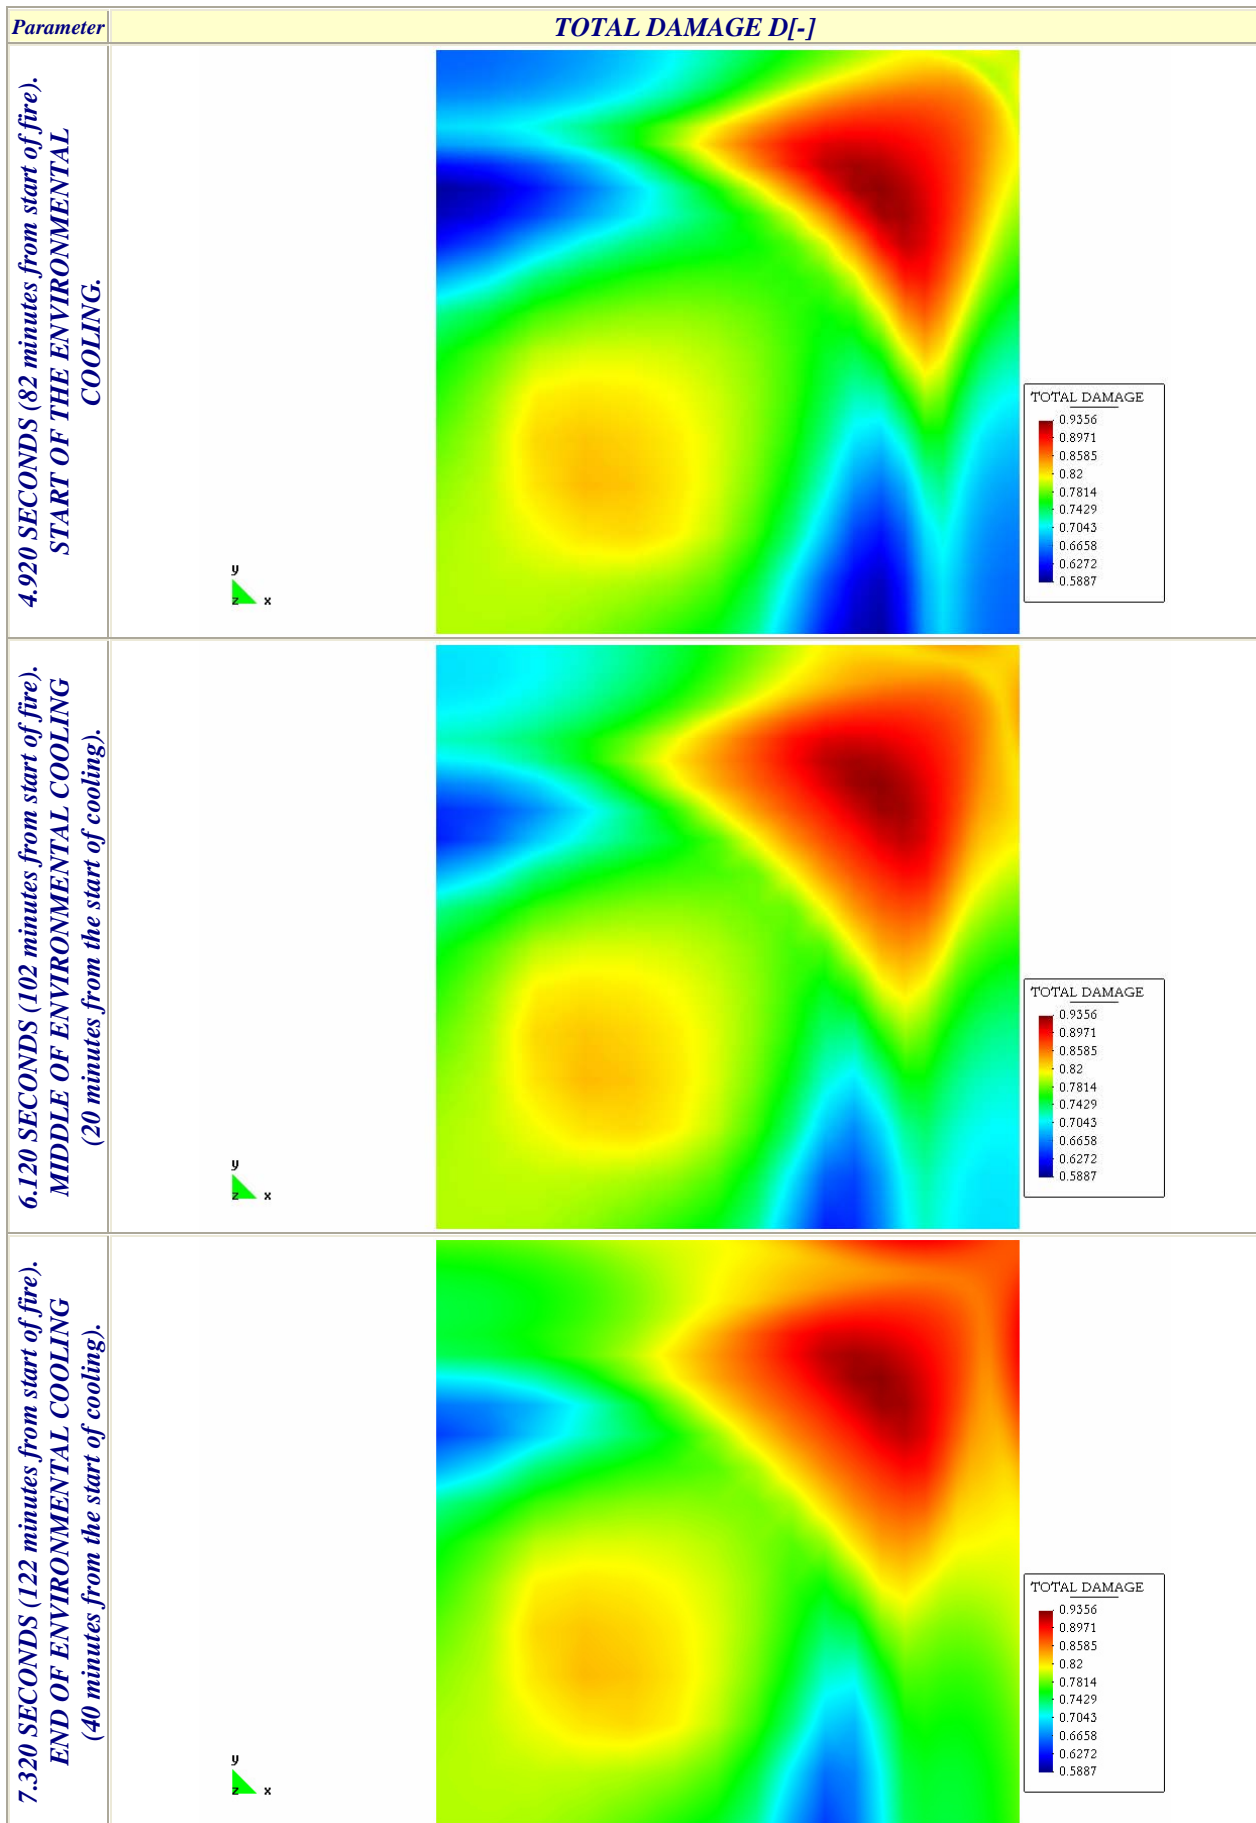 Parameter
TOTAL DAMAGE D[-]
4.920 SECONDS (82 minutes from start of fire).
START OF THE ENVIRONMENTAL
COOLING.
y
z x
TOTAL DAMAGE
0.9356
0.8971
0.8585
0.82
0.7814
0.7429
0.7043
0.6658
0.6272
0.5887
6.120 SECONDS (102 minutes from start of fire).
MIDDLE OF ENVIRONMENTAL COOLING
(20 minutes from the start of cooling).
y
z x
TOTAL DAMAGE
0.9356
0.8971
0.8585
0.82
0.7814
0.7429
0.7043
0.6658
0.6272
0.5887
7.320 SECONDS (122 minutes from start of fire).
END OF ENVIRONMENTAL COOLING
(40 minutes from the start of cooling).
y
z x
TOTAL DAMAGE
0.9356
0.8971
0.8585
0.82
0.7814
0.7429
0.7043
0.6658
0.6272
0.5887